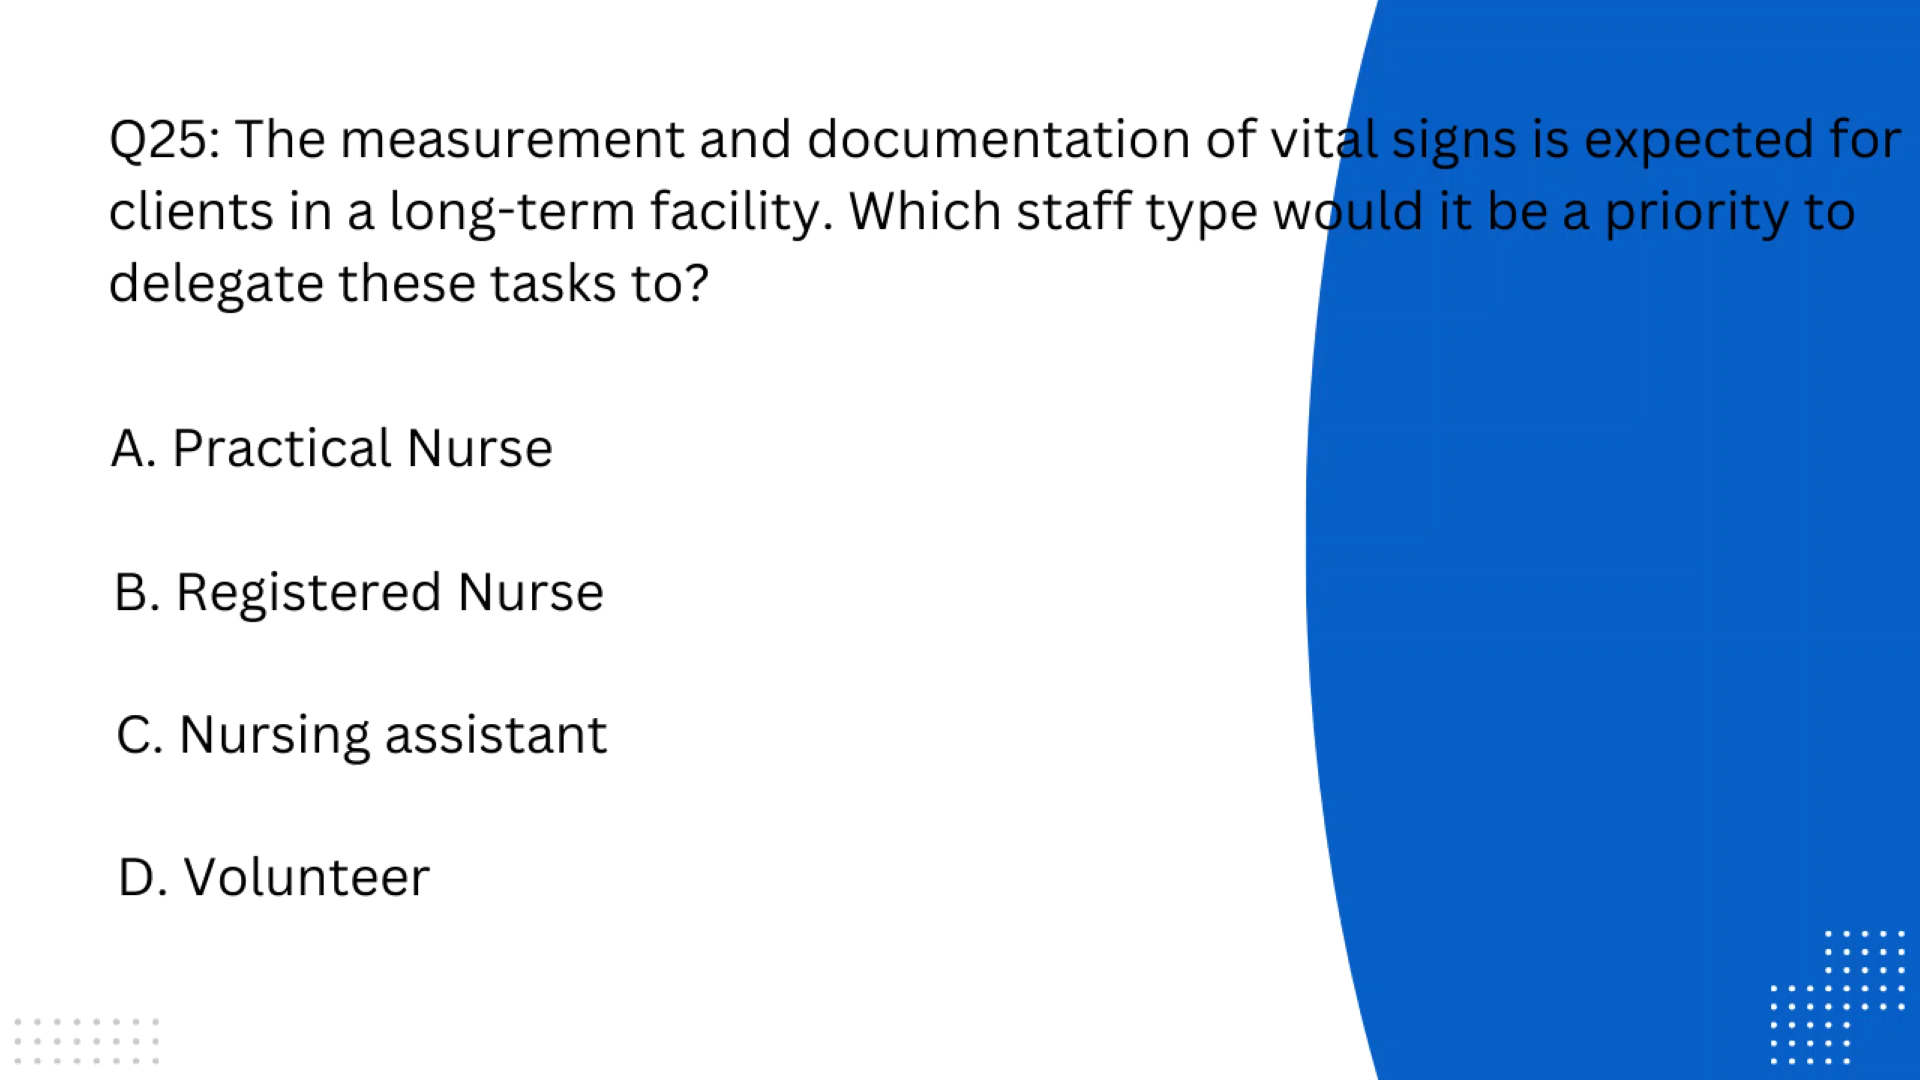 Q25: The measurement and documentation of vital signs is expected for
clients in a long-term facility. Which staff type would it be a priority to
delegate these tasks to?
A. Practical Nurse
B. Registered Nurse
C. Nursing assistant
D. Volunteer